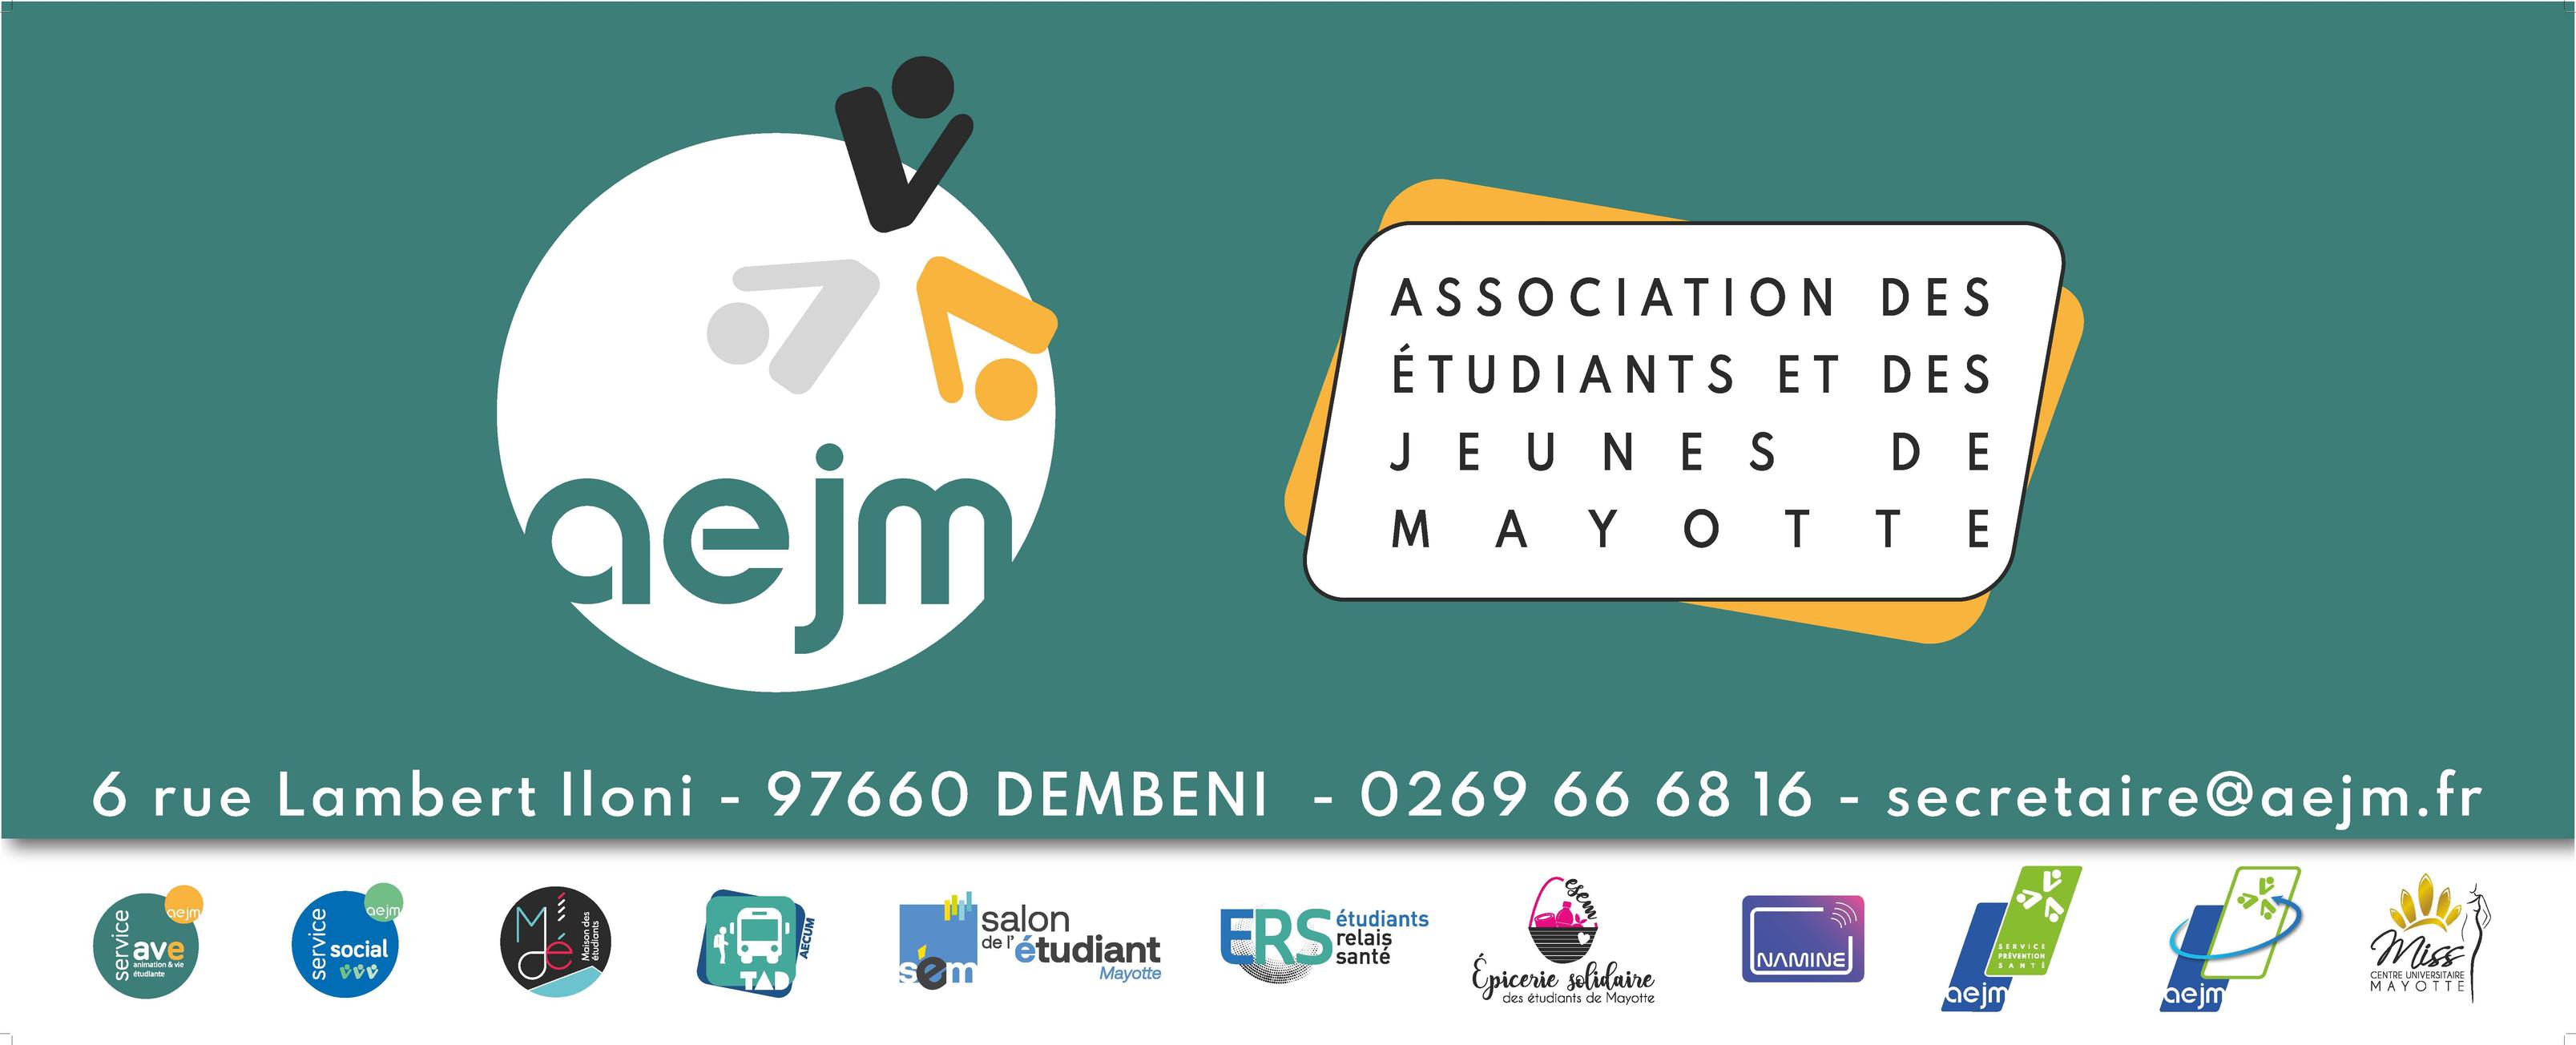 aejm
ASSOCIATION DES
ÉTUDIANTS ET DES
JEUNES DE
MAYOTTE
6 rue Lambert Iloni - 97660 DEMBENI - 0269 66 68 16 - secretaire@aejm.fr
service
aejm
ave
animation & vie
étudiante
service
aejm
social
Mdé
Maison des
étudiants
TAD
AECUM
sem
salon
de l'étudiant
Mayotte
ERS
étudiants
relais
santé
esem
Épicerie solidaire
des étudiants de Mayotte
NAMINE
SERVICE
PRÉVENTION
SANTÉ
aejm
aejm
Miss
CENTRE UNIVERSITAIRE
MAYOTTE